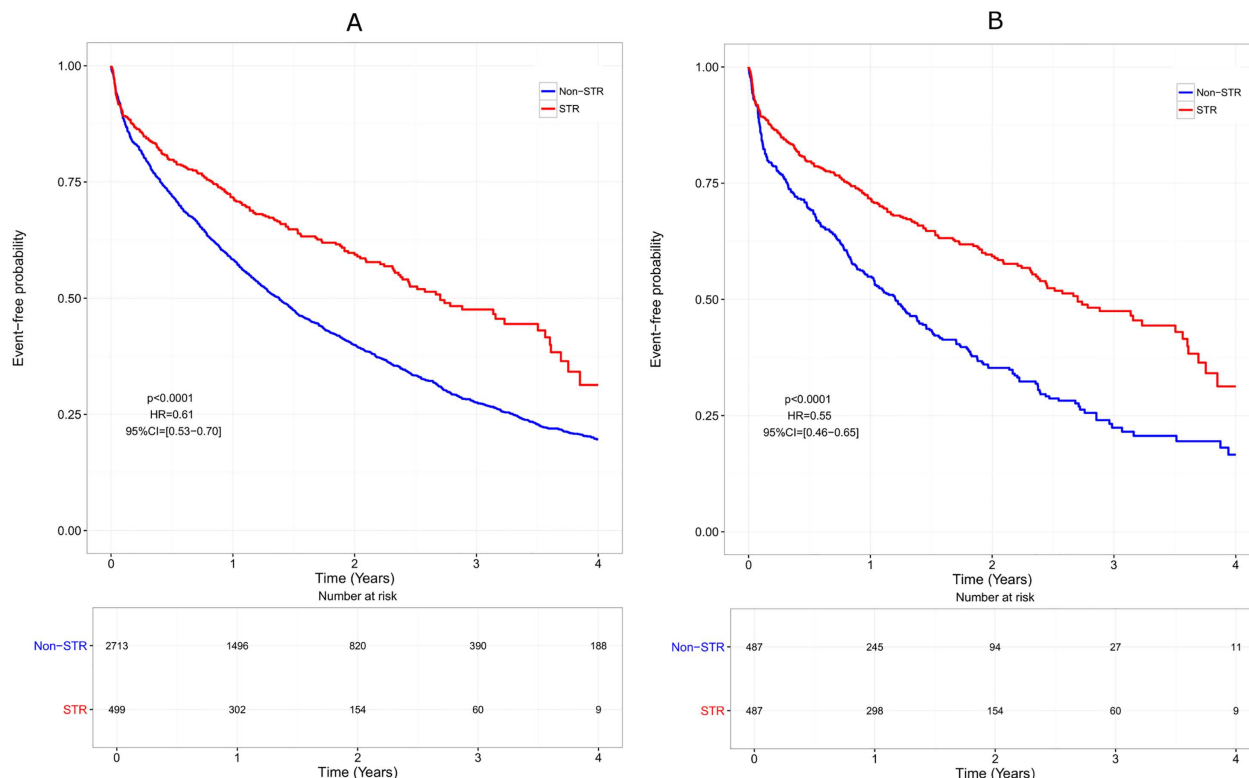 A
1.00
0.75
0.50
0.25
0.00
Event−free probability
Non−STR
STR
p<0.0001
HR=0.61
95%CI=[0.53−0.70]
0 1 2 3 4
Time (Years)
Number at risk
Non−STR 2713 1496 820 390 188
STR 499 302 154 60 9
0 1 2 3 4
Time (Years)
B
1.00
0.75
0.50
0.25
0.00
Event−free probability
Non−STR
STR
p<0.0001
HR=0.55
95%CI=[0.46−0.65]
0 1 2 3 4
Time (Years)
Number at risk
Non−STR 487 245 94 27 11
STR 487 298 154 60 9
0 1 2 3 4
Time (Years)